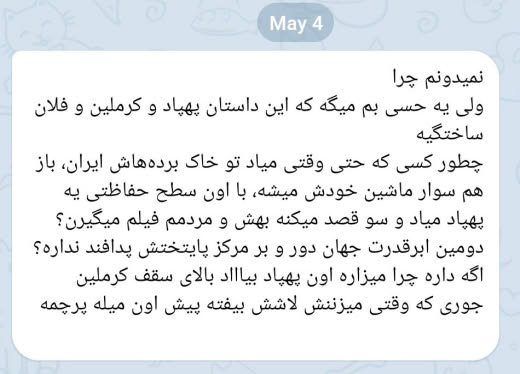 May 4
نمیدونم چرا
ولی یه حسی بم میگه که این داستان پهپاد و کرملین و فلان
ساختگیه
چطور کسی که حتی وقتی میاد تو خاک برده‌هاش ایران، باز
هم سوار ماشین خودش میشه، با اون سطح حفاظتی یه
پهپاد میاد و سو قصد میکنه بهش و مردمم فیلم میگیرن؟
دومین ابرقدرت جهان دور و بر مرکز پایتختش پدافند نداره؟
اگه داره چرا میزاره اون پهپاد بیاااد بالای سقف کرملین
جوری که وقتی میزننش لاشش بیفته پیش اون میله پرچمه